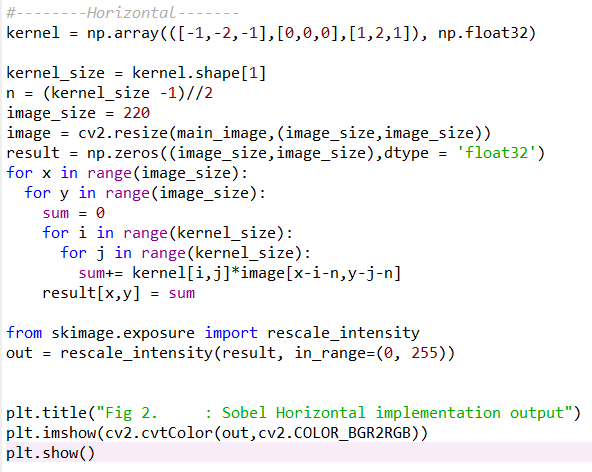 #--------Horizontal-------
kernel = np.array(([-1,-2,-1],[0,0,0],[1,2,1]), np.float32)
kernel_size = kernel.shape[1]
n = (kernel_size -1)//2
image_size = 220
image = cv2.resize(main_image,(image_size,image_size))
result = np.zeros((image_size,image_size),dtype = 'float32')
for x in range(image_size):
  for y in range(image_size):
    sum = 0
    for i in range(kernel_size):
      for j in range(kernel_size):
        sum+= kernel[i,j]*image[x-i-n,y-j-n]
    result[x,y] = sum
from skimage.exposure import rescale_intensity
out = rescale_intensity(result, in_range=(0, 255))
plt.title("Fig 2.     : Sobel Horizontal implementation output")
plt.imshow(cv2.cvtColor(out,cv2.COLOR_BGR2RGB))
plt.show()